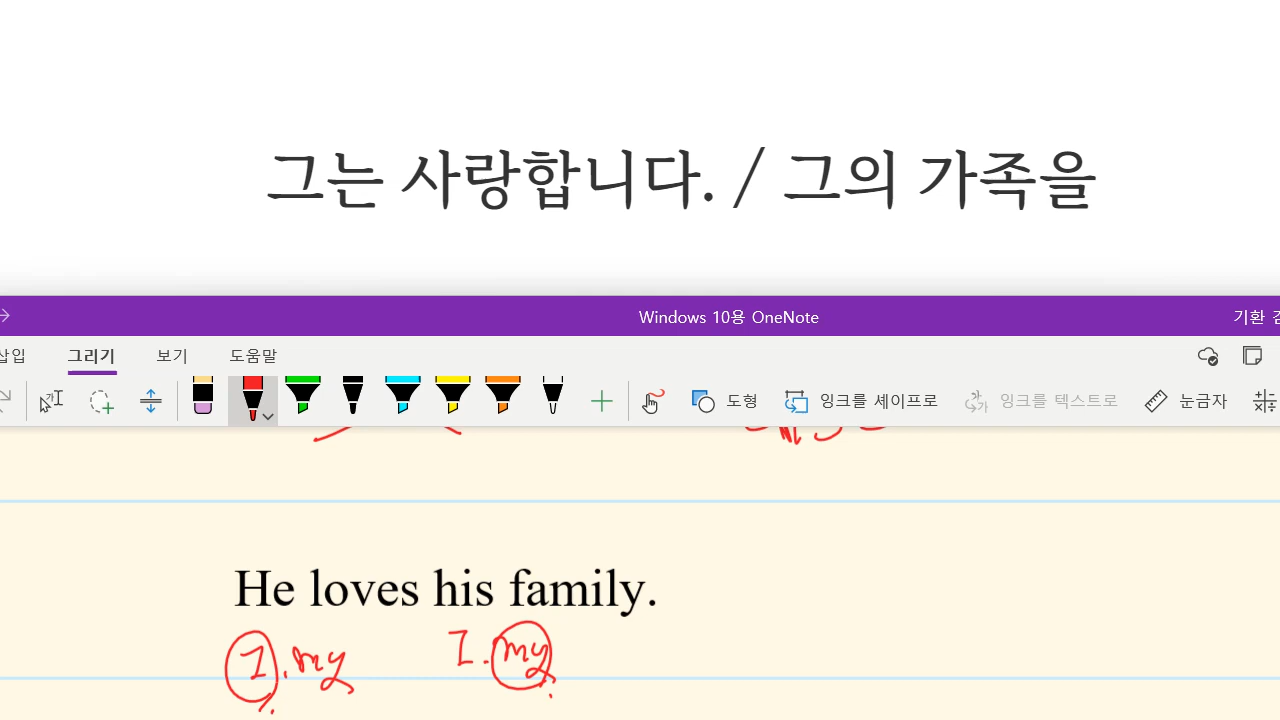 그는 사랑합니다. / 그의 가족을
Windows 10용 OneNote
기환
삽입 그리기 보기 도움말
도형 잉크를 셰이프로 잉크를 텍스트로 눈금자
He loves his family.
I . my I . my